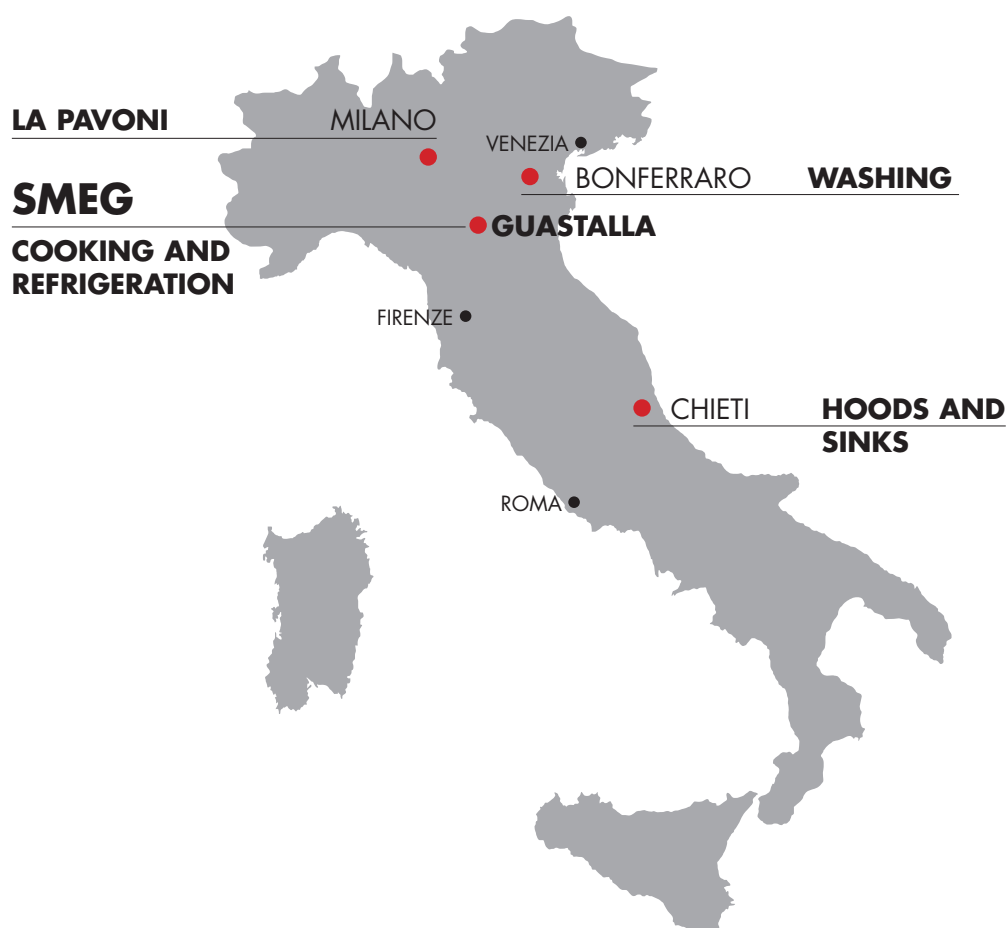 LA PAVONI MILANO
VENEZIA
BONFERRARO WASHING
SMEG
GUASTALLA
COOKING AND
REFRIGERATION
FIRENZE
CHIETI HOODS AND
SINKS
ROMA